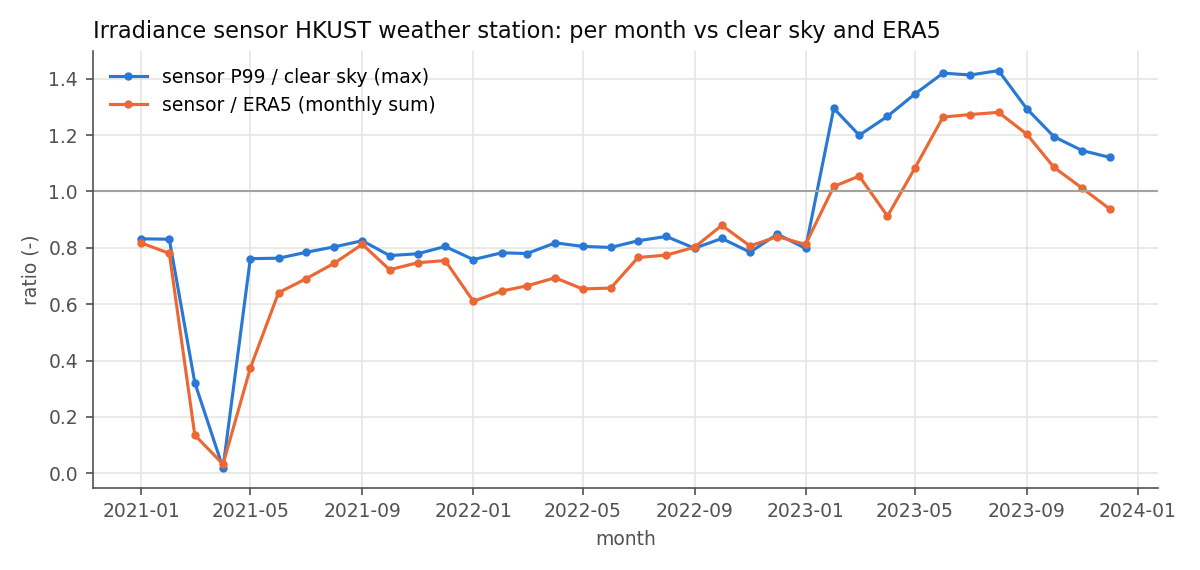 Irradiance sensor HKUST weather station: per month vs clear sky and ERA5
sensor P99 / clear sky (max)
sensor / ERA5 (monthly sum)
ratio (-)
1.4
1.2
1.0
0.8
0.6
0.4
0.2
0.0
2021-01 2021-05 2021-09 2022-01 2022-05 2022-09 2023-01 2023-05 2023-09 2024-01
month